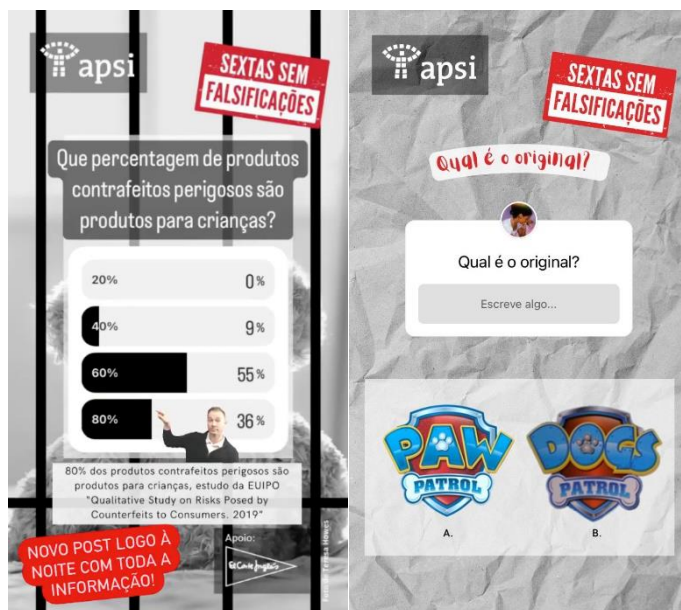 apsi
SEXTAS SEM
FALSIFICAÇÕES
Que percentagem de produtos
contrafeitos perigosos são
produtos para crianças?
20% 0%
40% 9%
60% 55%
80% 36%
80% dos produtos contrafeitos perigosos são
produtos para crianças, estudo da EUIPO
"Qualitative Study on Risks Posed by
Counterfeits to Consumers. 2019"
NOVO POST LOGO À
NOITE COM TODA A
INFORMAÇÃO!
Apoio:
El Corte Inglés
apsi
SEXTAS SEM
FALSIFICAÇÕES
Qual é o original?
Qual é o original?
Escreve algo...
PAW
PATROL
A.
DOGS
PATROL
B.